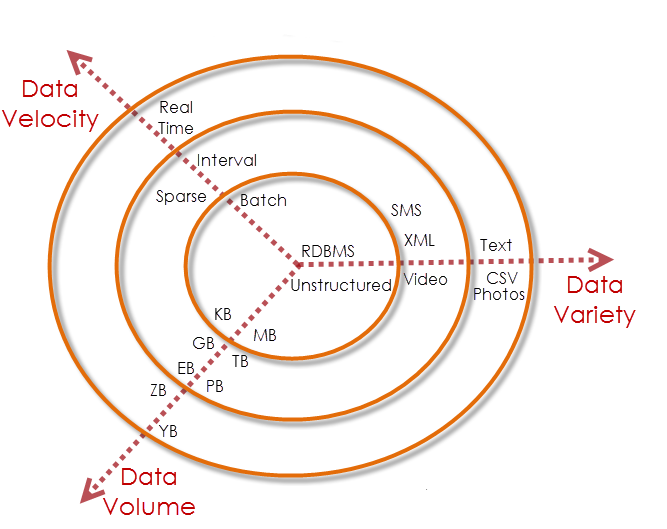 Data
Velocity
Real
Time
Interval
Sparse
Batch
SMS
XML
RDBMS
Text
Unstructured
Video
CSV
Photos
Data
Variety
KB
MB
GB
TB
EB
PB
ZB
YB
Data
Volume